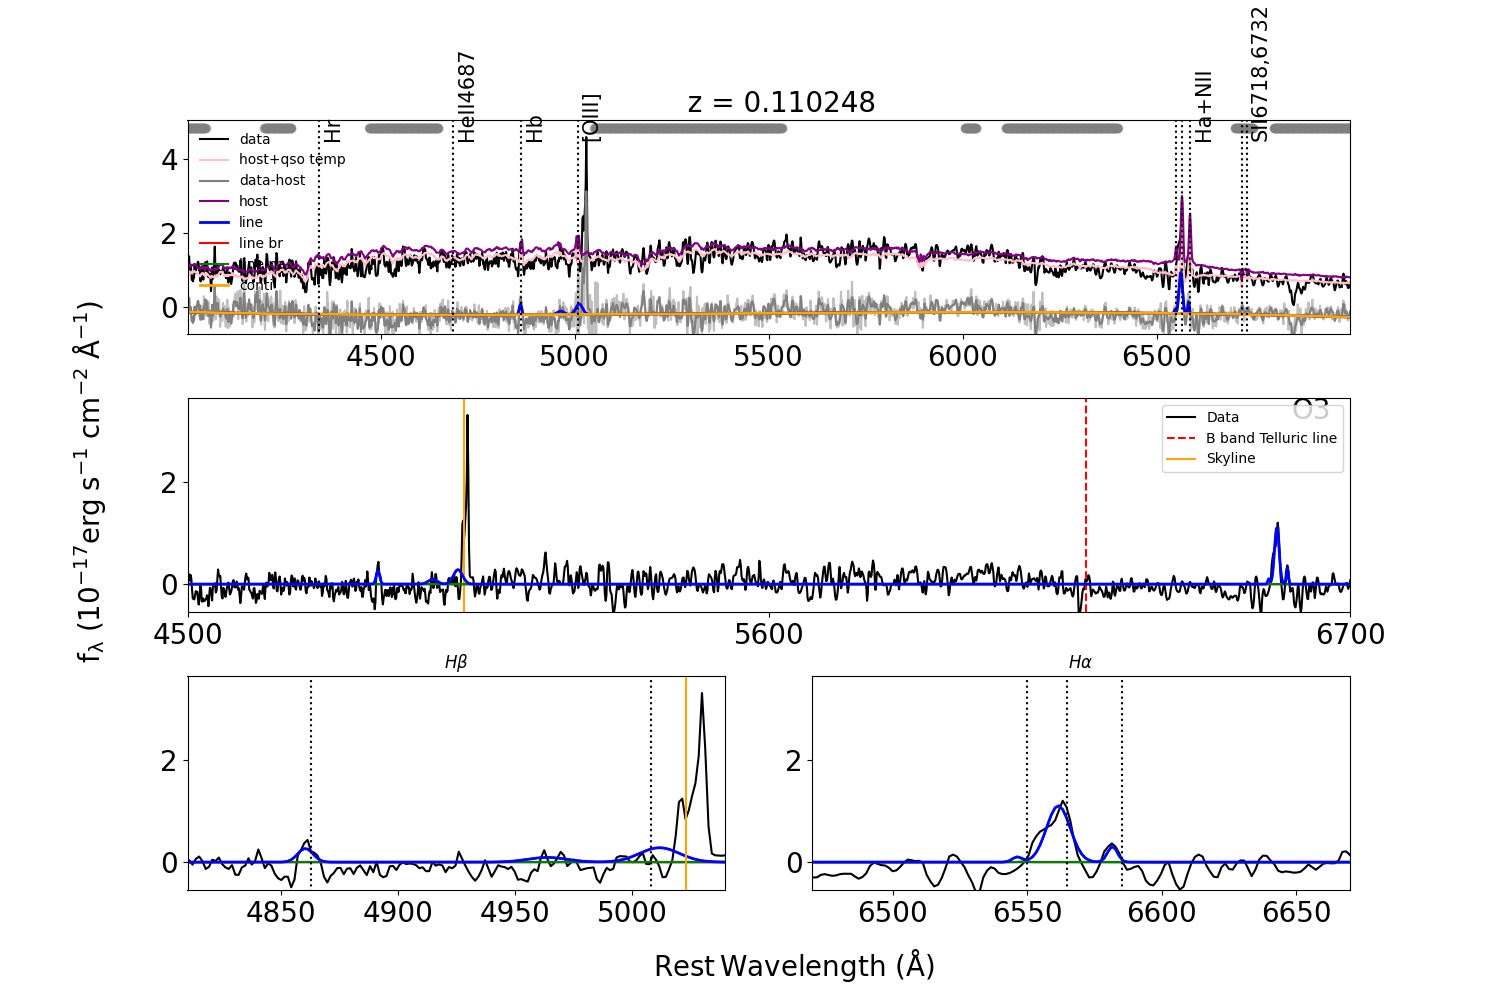 z = 0.110248
Hr
HeII4687
Hb
[OIII]
Ha+NII
SII6718,6732
data
host+qso temp
data-host
host
line
line br
conti
4
2
0
4500
5000
5500
6000
6500
O3
Data
B band Telluric line
Skyline
2
0
4500
5600
6700
fλ (10⁻¹⁷erg s⁻¹ cm⁻² Å⁻¹)
Hβ
2
0
4850
4900
4950
5000
Hα
2
0
6500
6550
6600
6650
Rest Wavelength (Å)